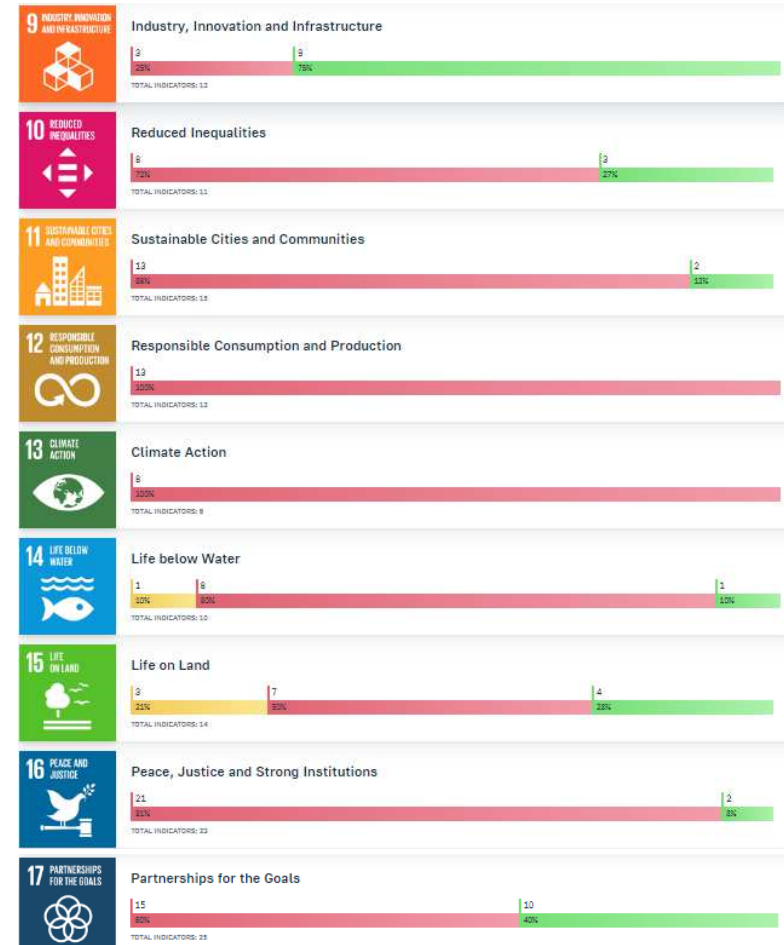 9 INDUSTRY, INNOVATION
AND INFRASTRUCTURE
Industry, Innovation and Infrastructure
3 9
25% 75%
TOTAL INDICATORS: 12
10 REDUCED
INEQUALITIES
Reduced Inequalities
8 3
72% 27%
TOTAL INDICATORS: 11
11 SUSTAINABLE CITIES
AND COMMUNITIES
Sustainable Cities and Communities
13 2
86% 13%
TOTAL INDICATORS: 15
12 RESPONSIBLE
CONSUMPTION
AND PRODUCTION
Responsible Consumption and Production
13
100%
TOTAL INDICATORS: 13
13 CLIMATE
ACTION
Climate Action
8
100%
TOTAL INDICATORS: 8
14 LIFE BELOW
WATER
Life below Water
1 8 1
10% 80% 10%
TOTAL INDICATORS: 10
15 LIFE
ON LAND
Life on Land
3 7 4
21% 50% 28%
TOTAL INDICATORS: 14
16 PEACE AND
JUSTICE
Peace, Justice and Strong Institutions
21 2
91% 8%
TOTAL INDICATORS: 23
17 PARTNERSHIPS
FOR THE GOALS
Partnerships for the Goals
15 10
60% 40%
TOTAL INDICATORS: 25